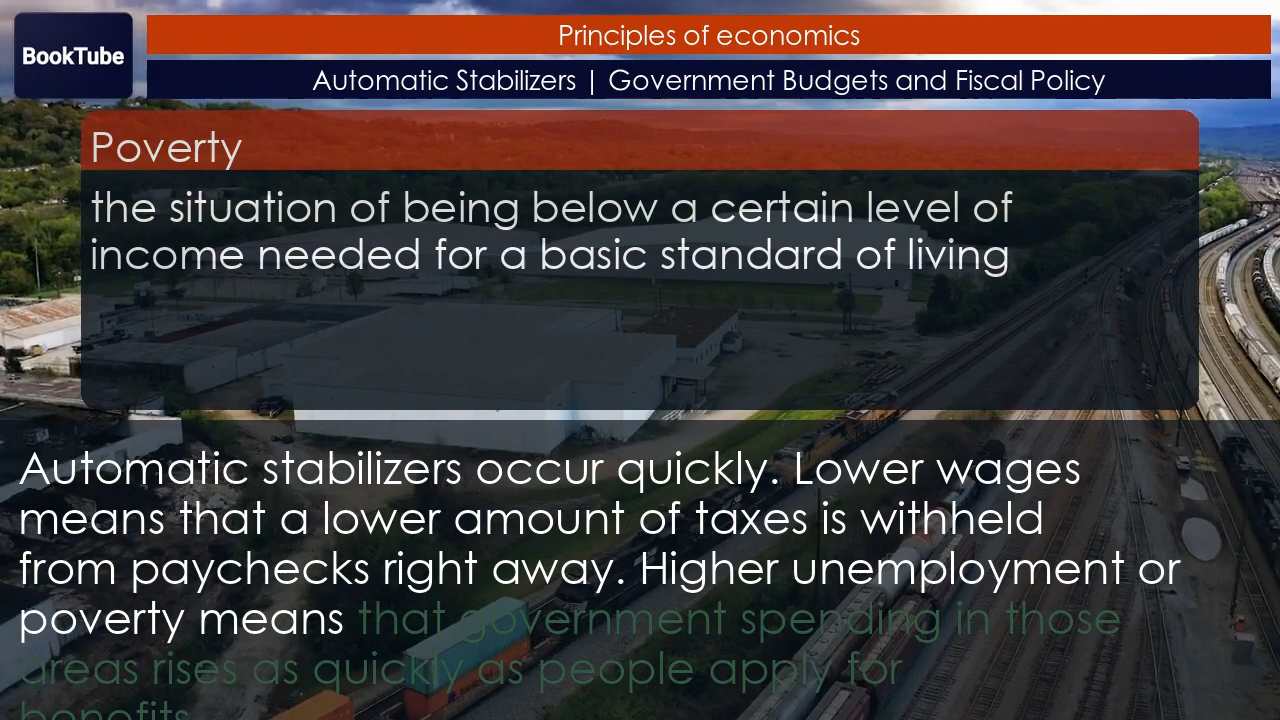 BookTube
Principles of economics
Automatic Stabilizers | Government Budgets and Fiscal Policy
Poverty
the situation of being below a certain level of
income needed for a basic standard of living
Automatic stabilizers occur quickly. Lower wages
means that a lower amount of taxes is withheld
from paychecks right away. Higher unemployment or
poverty means that government spending in those
areas rises as quickly as people apply for
benefits.